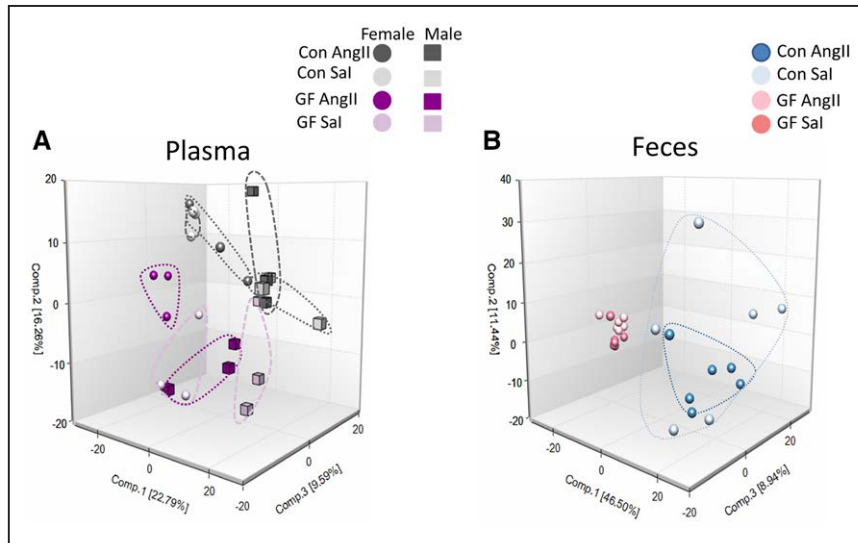 Female Male
Con AngII
Con Sal
GF AngII
GF Sal
Con AngII
Con Sal
GF AngII
GF Sal
A
Plasma
20
10
0
-10
-20
Comp.2 [16.26%]
-20
0
20
Comp.1 [22.79%]
-20
0
20
Comp.3 [9.59%]
B
Feces
40
30
20
10
0
-10
-20
Comp.2 [11.44%]
-20
0
20
Comp.1 [46.50%]
-20
0
20
Comp.3 [8.94%]